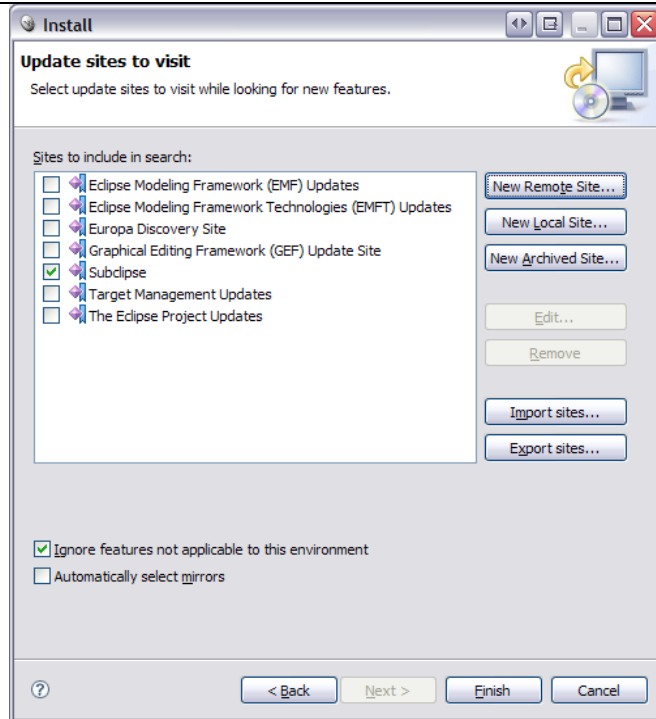 Install
Update sites to visit
Select update sites to visit while looking for new features.
Sites to include in search:
Eclipse Modeling Framework (EMF) Updates
Eclipse Modeling Framework Technologies (EMFT) Updates
Europa Discovery Site
Graphical Editing Framework (GEF) Update Site
Subclipse
Target Management Updates
The Eclipse Project Updates
New Remote Site...
New Local Site...
New Archived Site...
Edit...
Remove
Import sites...
Export sites...
Ignore features not applicable to this environment
Automatically select mirrors
?
< Back
Next >
Finish
Cancel